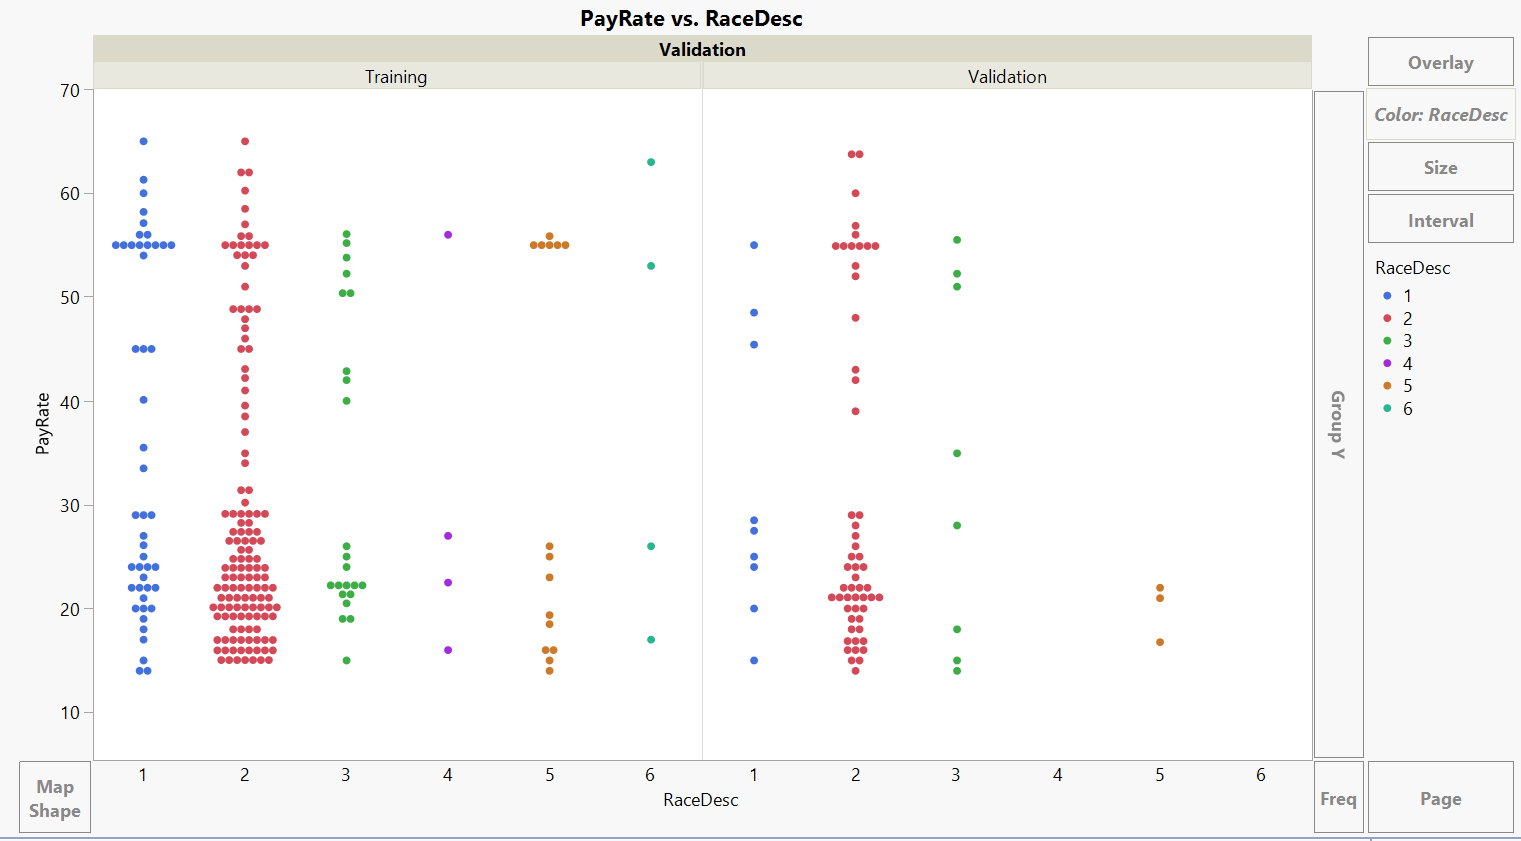 PayRate vs. RaceDesc
Validation
Training Validation
Overlay
Color: RaceDesc
Size
Interval
RaceDesc
1
2
3
4
5
6
70
60
50
40
30
20
10
PayRate
Group Y
1 2 3 4 5 6 1 2 3 4 5 6
RaceDesc
Map
Shape
Freq
Page